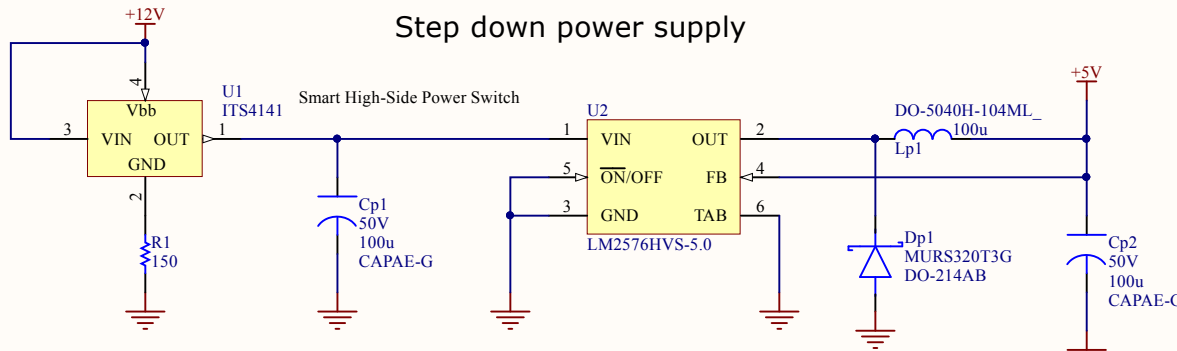 Step down power supply
+12V
4
U1
ITS4141
Vbb
3
VIN
OUT
1
GND
2
R1
150
Smart High-Side Power Switch
Cp1
50V
100u
CAPAE-G
U2
1
VIN
OUT
2
5
ON/OFF
FB
4
3
GND
TAB
6
LM2576HVS-5.0
DO-5040H-104ML_
100u
Lp1
+5V
Dp1
MURS320T3G
DO-214AB
Cp2
50V
100u
CAPAE-G